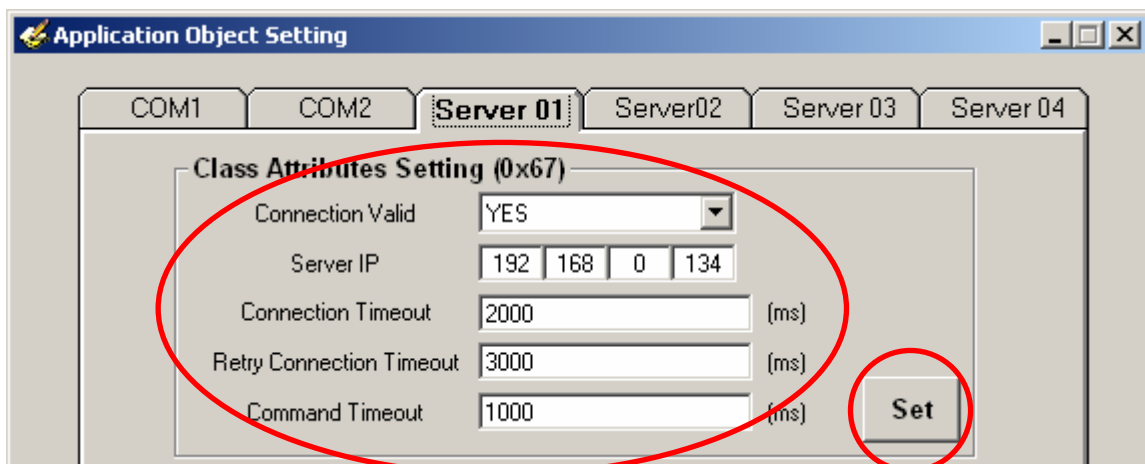 Application Object Setting
COM1 COM2 Server 01 Server02 Server 03 Server 04
Class Attributes Setting (0x67)
Connection Valid YES
Server IP 192 168 0 134
Connection Timeout 2000 (ms)
Retry Connection Timeout 3000 (ms)
Command Timeout 1000 (ms)
Set